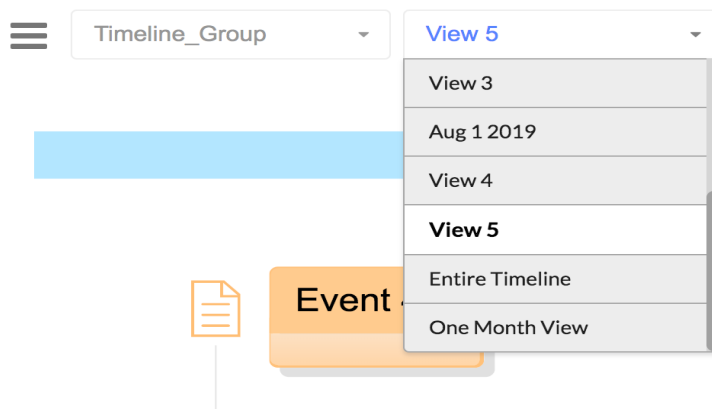 Timeline_Group
View 5
View 3
Aug 1 2019
View 4
View 5
Entire Timeline
Event
One Month View